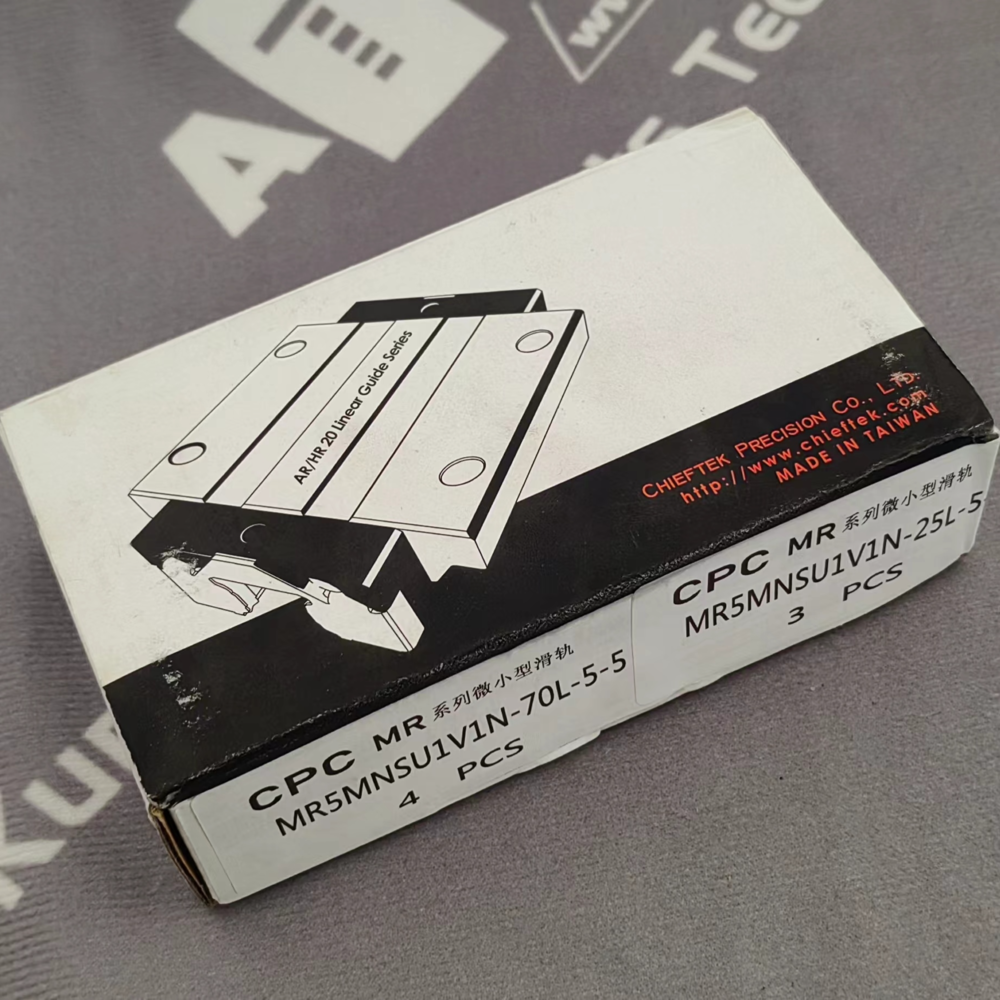 AR/HR 20 Linear Guide Series
CHIEFTEK PRECISION CO., LTD.
http://www.chieftek.com
MADE IN TAIWAN
CPC MR 系列微小型滑轨
MR5MNSU1V1N-70L-5-5
4 PCS
CPC MR 系列微小型滑轨
MR5MNSU1V1N-25L-5
3 PCS